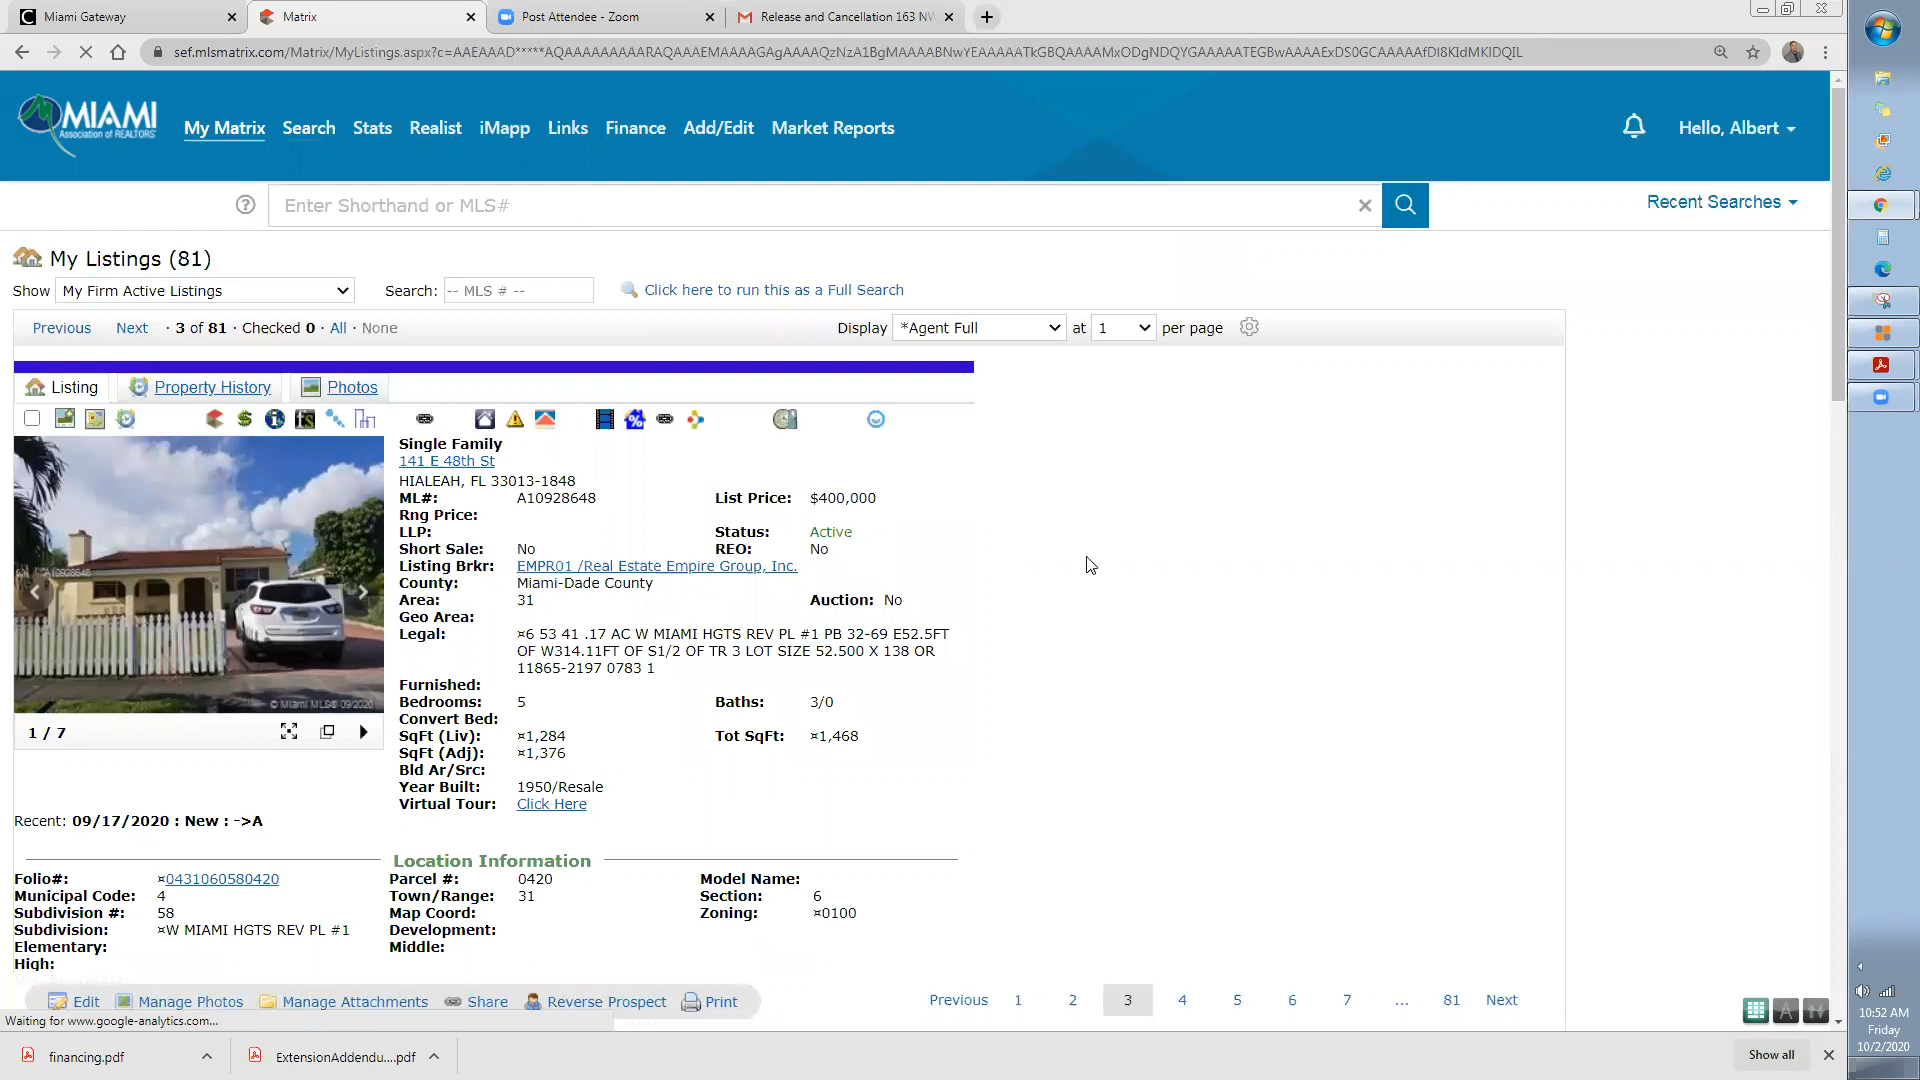 Miami Gateway
Matrix
Post Attendee - Zoom
Release and Cancellation 163 NW
sef.mlsmatrix.com/Matrix/MyListings.aspx?c=AAEAAAD*****AQAAAAAAAAARAQAAAEMAAAAGAgAAAAQzNzA1BgMAAAABNwYEAAAAATkGBQAAAAMxODgNDQYGAAAAATEGBwAAAAExDS0GCAAAAAfDI8KIdMKIDQIL
MIAMI
Association of REALTORS®
My Matrix Search Stats Realist iMapp Links Finance Add/Edit Market Reports
Hello, Albert
Enter Shorthand or MLS#
Recent Searches
My Listings (81)
Show My Firm Active Listings Search: -- MLS # -- Click here to run this as a Full Search
Previous Next · 3 of 81 · Checked 0 · All · None Display *Agent Full at 1 per page
Listing Property History Photos
Single Family
141 E 48th St
HIALEAH, FL 33013-1848
ML#: A10928648 List Price: $400,000
Rng Price:
LLP: Status: Active
Short Sale: No REO: No
Listing Brkr: EMPR01 /Real Estate Empire Group, Inc.
County: Miami-Dade County
Area: 31 Auction: No
Geo Area:
Legal: ¤6 53 41 .17 AC W MIAMI HGTS REV PL #1 PB 32-69 E52.5FT
OF W314.11FT OF S1/2 OF TR 3 LOT SIZE 52.500 X 138 OR
11865-2197 0783 1
Furnished:
Bedrooms: 5 Baths: 3/0
Convert Bed:
SqFt (Liv): ¤1,284 Tot SqFt: ¤1,468
SqFt (Adj): ¤1,376
Bld Ar/Src:
Year Built: 1950/Resale
Virtual Tour: Click Here
A10928648
© Miami MLS® 09/2020
1 / 7
Recent: 09/17/2020 : New : ->A
Location Information
Folio#: ¤0431060580420 Parcel #: 0420 Model Name:
Municipal Code: 4 Town/Range: 31 Section: 6
Subdivision #: 58 Map Coord: Zoning: ¤0100
Subdivision: ¤W MIAMI HGTS REV PL #1 Development:
Elementary: Middle:
High:
Edit Manage Photos Manage Attachments Share Reverse Prospect Print
Previous 1 2 3 4 5 6 7 ... 81 Next
Waiting for www.google-analytics.com...
financing.pdf
ExtensionAddendu....pdf
Show all
10:52 AM
Friday
10/2/2020